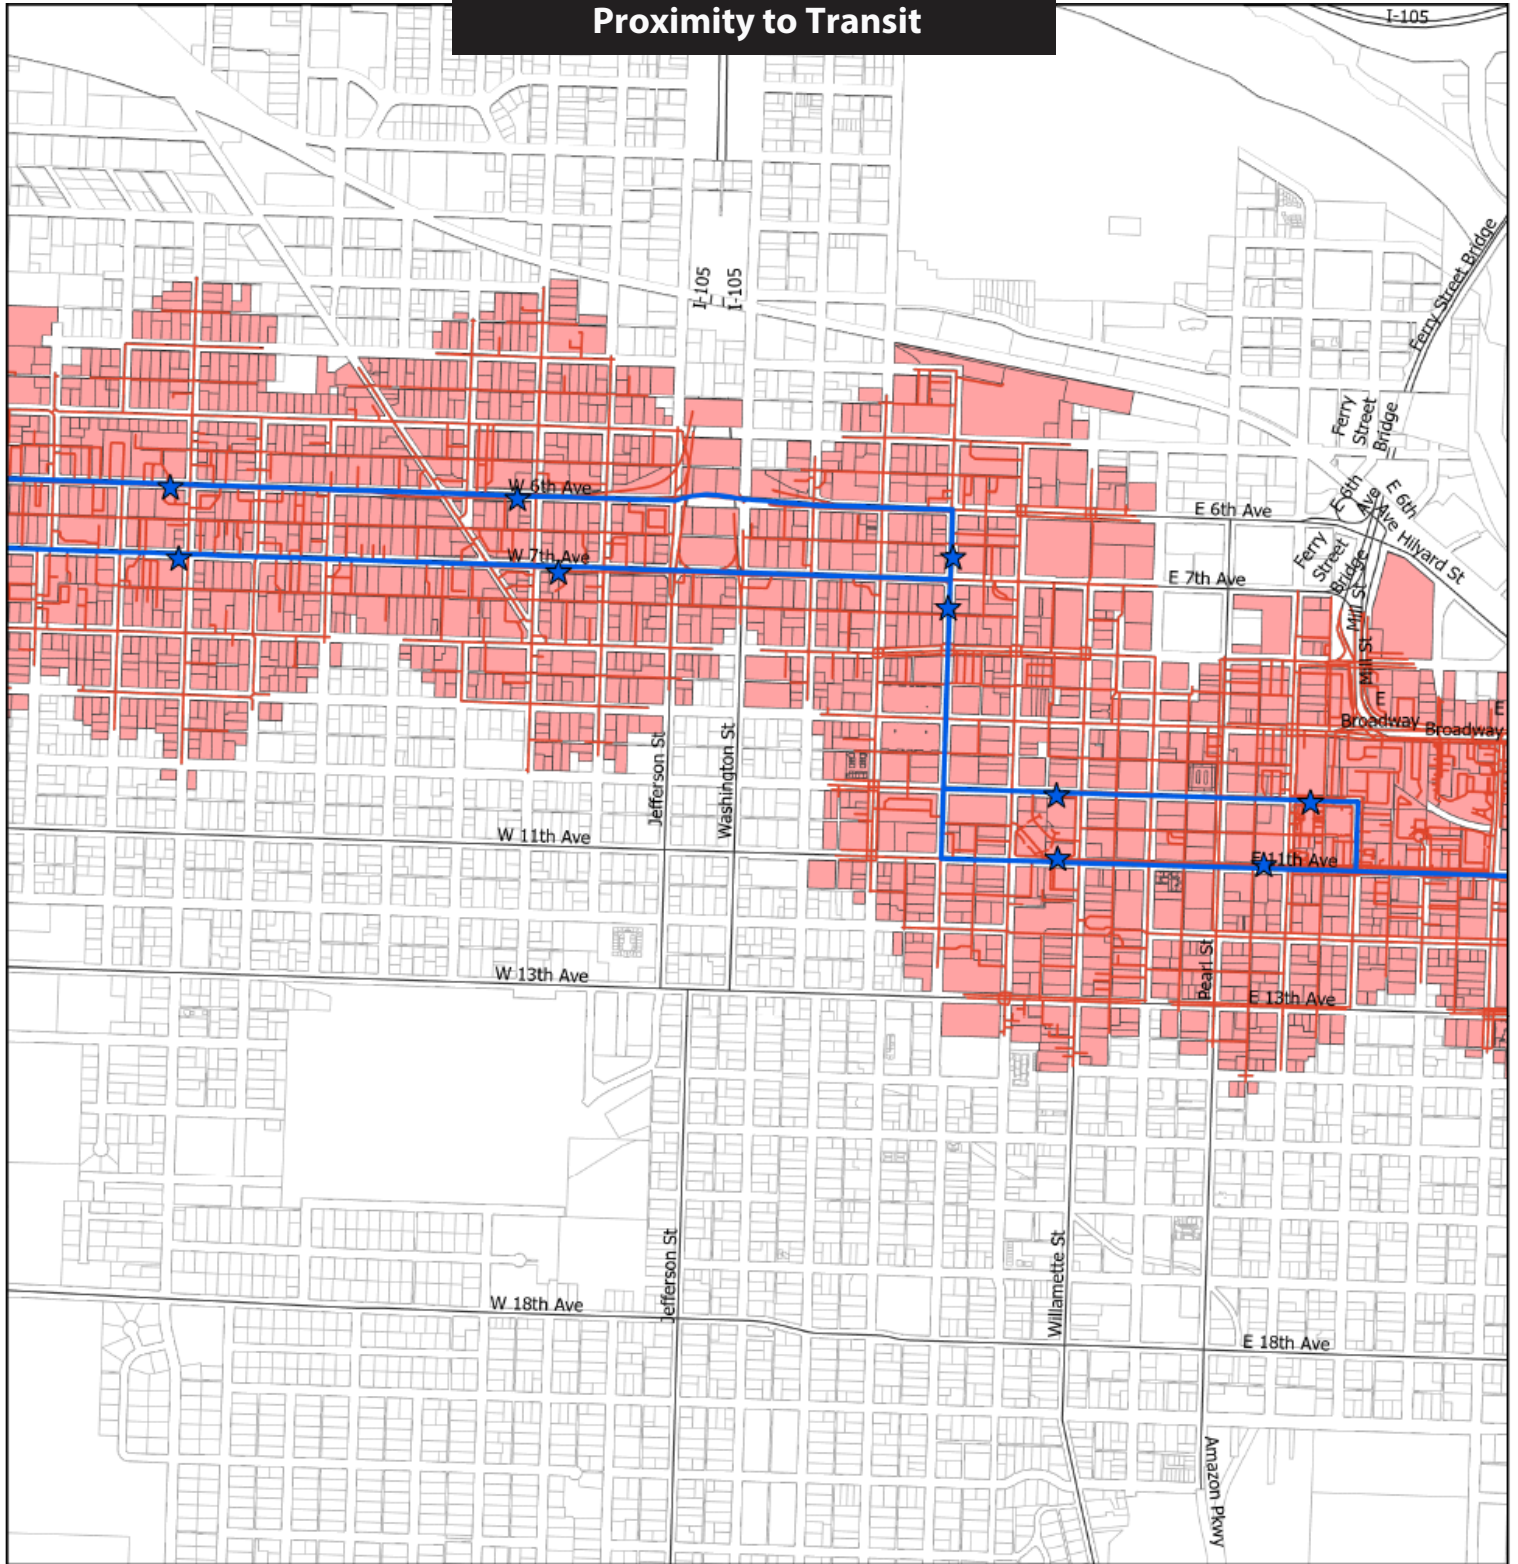 Proximity to Transit
I-105
Ferry Street Bridge
I-105
I-105
Ferry
Street
Bridge
W 6th Ave
E 6th
Ave
E 6th
Ave
E 6th Ave
Hilyard St
W 7th Ave
Ferry
Street
Bridge
E 7th Ave
Mill St
Mill St
E
Broadway
E
Broadway
Jefferson St
Washington St
W 11th Ave
E 11th Ave
W 13th Ave
Pearl St
E 13th Ave
Jefferson St
Willamette St
W 18th Ave
E 18th Ave
Amazon Pkwy